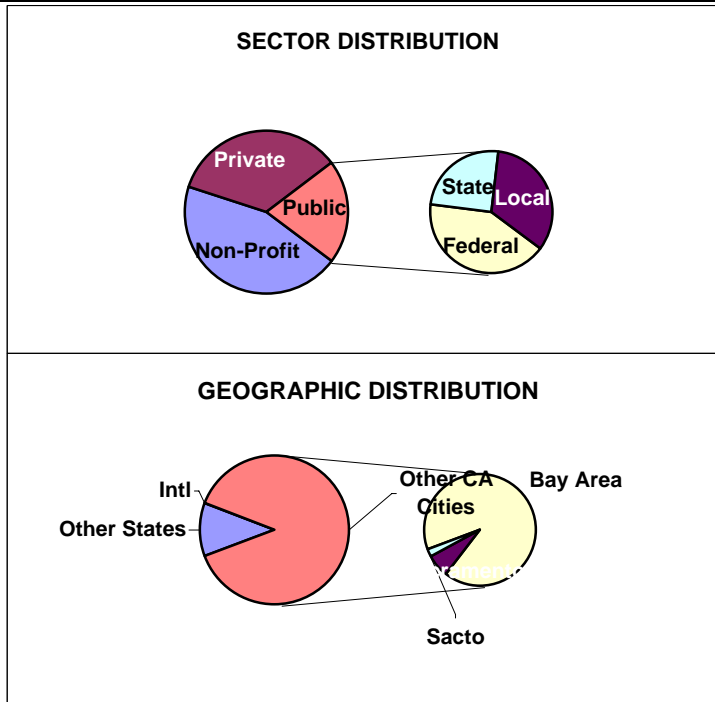 SECTOR DISTRIBUTION
Private
Public
Non-Profit
State
Local
Federal
GEOGRAPHIC DISTRIBUTION
Intl
Other States
Other CA
Cities
Bay Area
Sacto